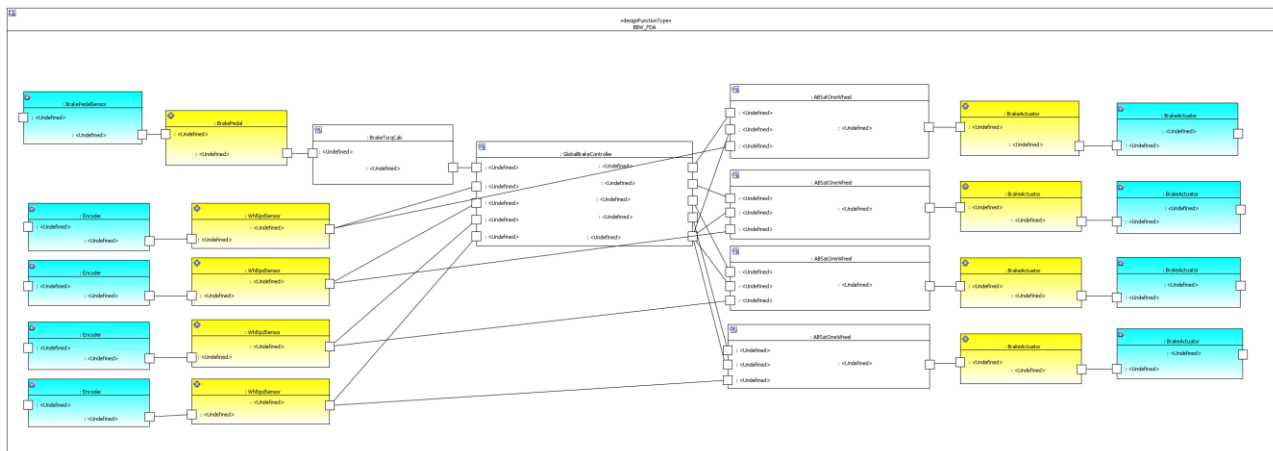 «designFunctionType»
BBW_FDA
: BrakePedalSensor
: <Undefined>
: <Undefined>
: BrakePedal
: <Undefined>
: <Undefined>
: BrakeTorqCalc
: <Undefined>
: <Undefined>
: GlobalBrakeController
: <Undefined>
: <Undefined>
: <Undefined>
: <Undefined>
: <Undefined>
: <Undefined>
: <Undefined>
: <Undefined>
: <Undefined>
: <Undefined>
: Encoder
: <Undefined>
: <Undefined>
: WhlSpdSensor
: <Undefined>
: <Undefined>
: Encoder
: <Undefined>
: <Undefined>
: WhlSpdSensor
: <Undefined>
: <Undefined>
: Encoder
: <Undefined>
: <Undefined>
: WhlSpdSensor
: <Undefined>
: <Undefined>
: Encoder
: <Undefined>
: <Undefined>
: WhlSpdSensor
: <Undefined>
: <Undefined>
: ABSatOneWheel
: <Undefined>
: <Undefined>
: <Undefined>
: <Undefined>
: BrakeActuator
: <Undefined>
: <Undefined>
: BrakeActuator
: <Undefined>
: <Undefined>
: ABSatOneWheel
: <Undefined>
: <Undefined>
: <Undefined>
: <Undefined>
: BrakeActuator
: <Undefined>
: <Undefined>
: BrakeActuator
: <Undefined>
: <Undefined>
: ABSatOneWheel
: <Undefined>
: <Undefined>
: <Undefined>
: <Undefined>
: BrakeActuator
: <Undefined>
: <Undefined>
: BrakeActuator
: <Undefined>
: <Undefined>
: ABSatOneWheel
: <Undefined>
: <Undefined>
: <Undefined>
: <Undefined>
: BrakeActuator
: <Undefined>
: <Undefined>
: BrakeActuator
: <Undefined>
: <Undefined>